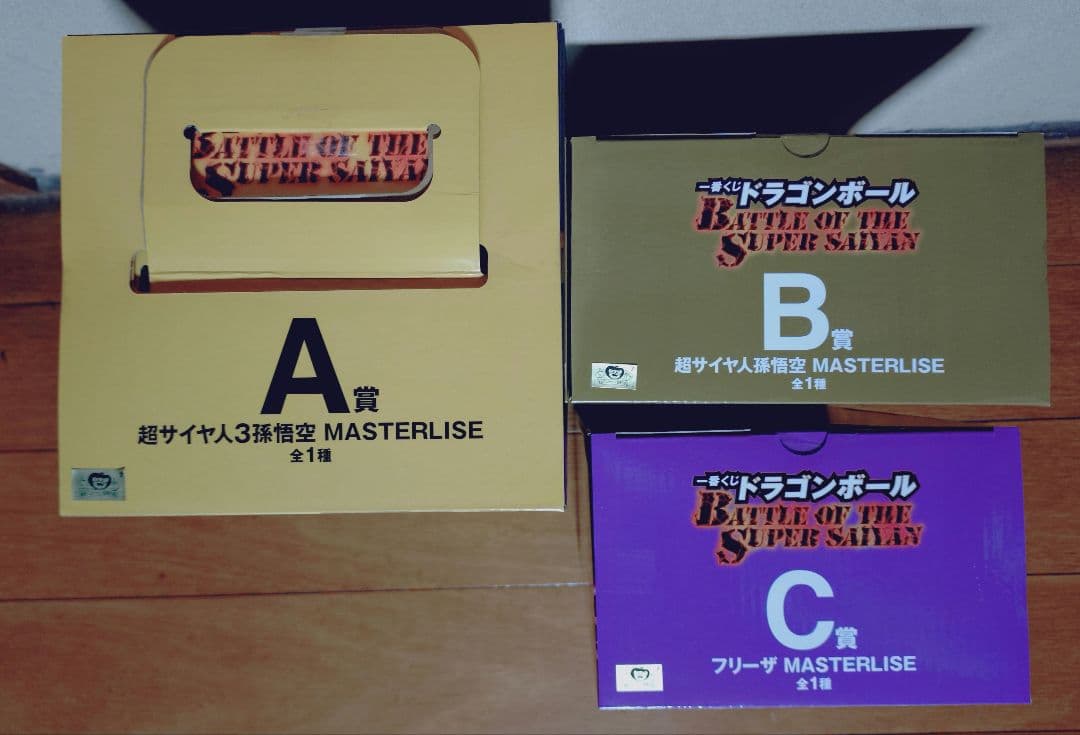 BATTLE OF THE
SUPER SAIYAN
A賞
超サイヤ人3孫悟空 MASTERLISE
全1種
一番くじ ドラゴンボール
BATTLE OF THE
SUPER SAIYAN
B賞
超サイヤ人孫悟空 MASTERLISE
全1種
一番くじ ドラゴンボール
BATTLE OF THE
SUPER SAIYAN
C賞
フリーザ MASTERLISE
全1種